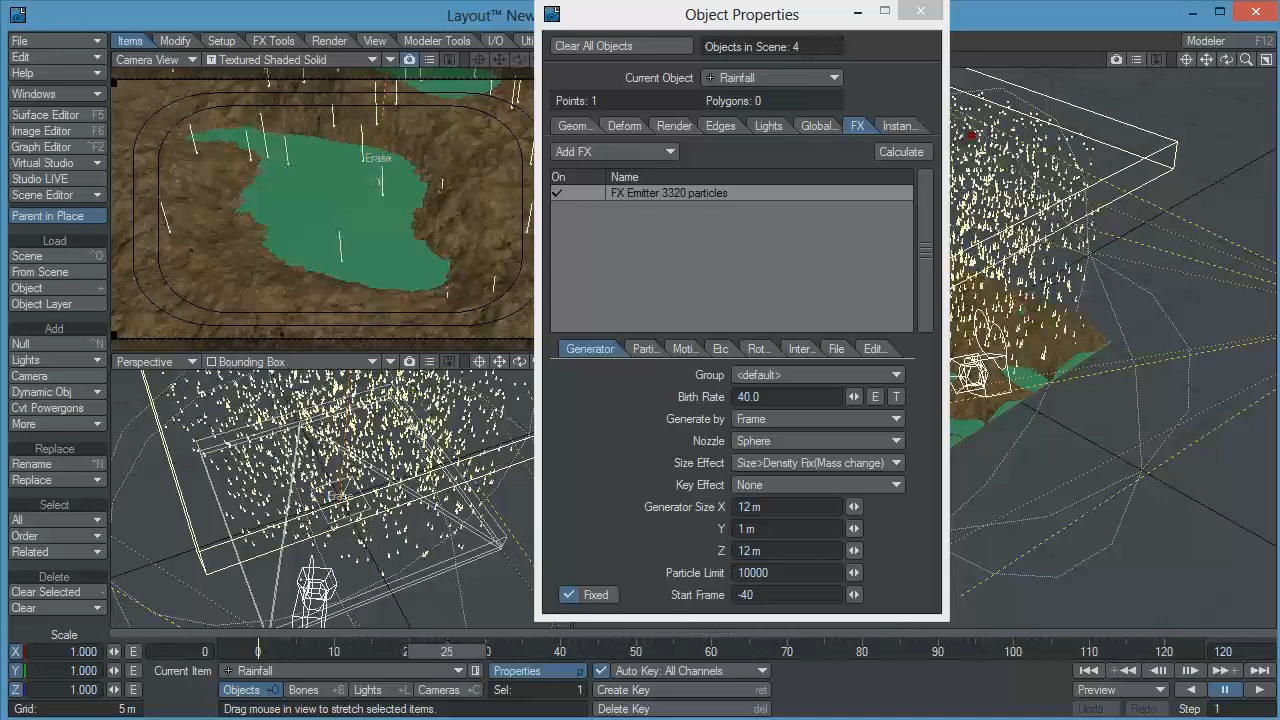 Layout™ New
Object Properties
File
Items
Modify
Setup
FX Tools
Render
View
Modeler Tools
I/O
Modeler
F12
Clear All Objects
Objects in Scene: 4
Edit
Camera View
Textured Shaded Solid
Help
Current Object
Rainfall
Windows
Points: 1
Polygons: 0
Surface Editor F5
Geom...
Deform
Render
Edges
Lights
Global...
FX
Instan...
Image Editor F6
Graph Editor ^F2
Add FX
Calculate
Virtual Studio
Erase
Studio LIVE
On
Name
Scene Editor
FX Emitter 3320 particles
Parent in Place
Load
Scene ^O
From Scene
Object +
Object Layer
Add
Null ^N
Generator
Parti...
Moti...
Etc
Rot...
Inter...
File
Edit...
Lights
Perspective
Bounding Box
Camera
Group
<default>
Dynamic Obj
Birth Rate
40.0
E
T
Cvt Powergons
Generate by
Frame
More
Nozzle
Sphere
Replace
Size Effect
Size>Density Fix(Mass change)
Rename
Replace
Key Effect
None
Erase
Select
Generator Size X
12 m
All
Y
1 m
Order
Z
12 m
Related
Particle Limit
10000
Delete
Fixed
Start Frame
-40
Clear Selected -
Clear
Scale
X 1.000 E
0
0
10
20
25
30
40
50
60
70
80
90
100
110
120
120
Y 1.000 E
Current Item
Rainfall
Properties p
Auto Key: All Channels
Z 1.000 E
Objects +O
Bones +B
Lights +L
Cameras +C
Sel: 1
Create Key ret
Preview
Grid: 5 m
Drag mouse in view to stretch selected items.
Delete Key del
Undo
Redo
Step 1